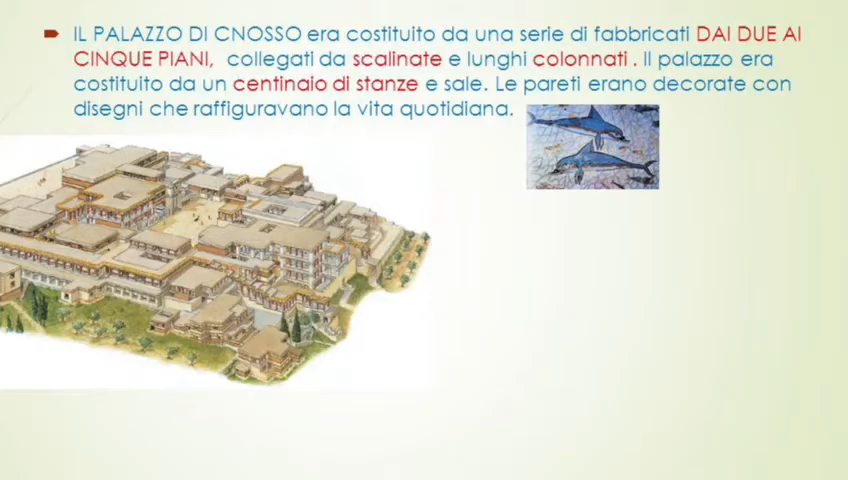 IL PALAZZO DI CNOSSO era costituito da una serie di fabbricati DAI DUE AI
CINQUE PIANI, collegati da scalinate e lunghi colonnati . Il palazzo era
costituito da un centinaio di stanze e sale. Le pareti erano decorate con
disegni che raffiguravano la vita quotidiana.